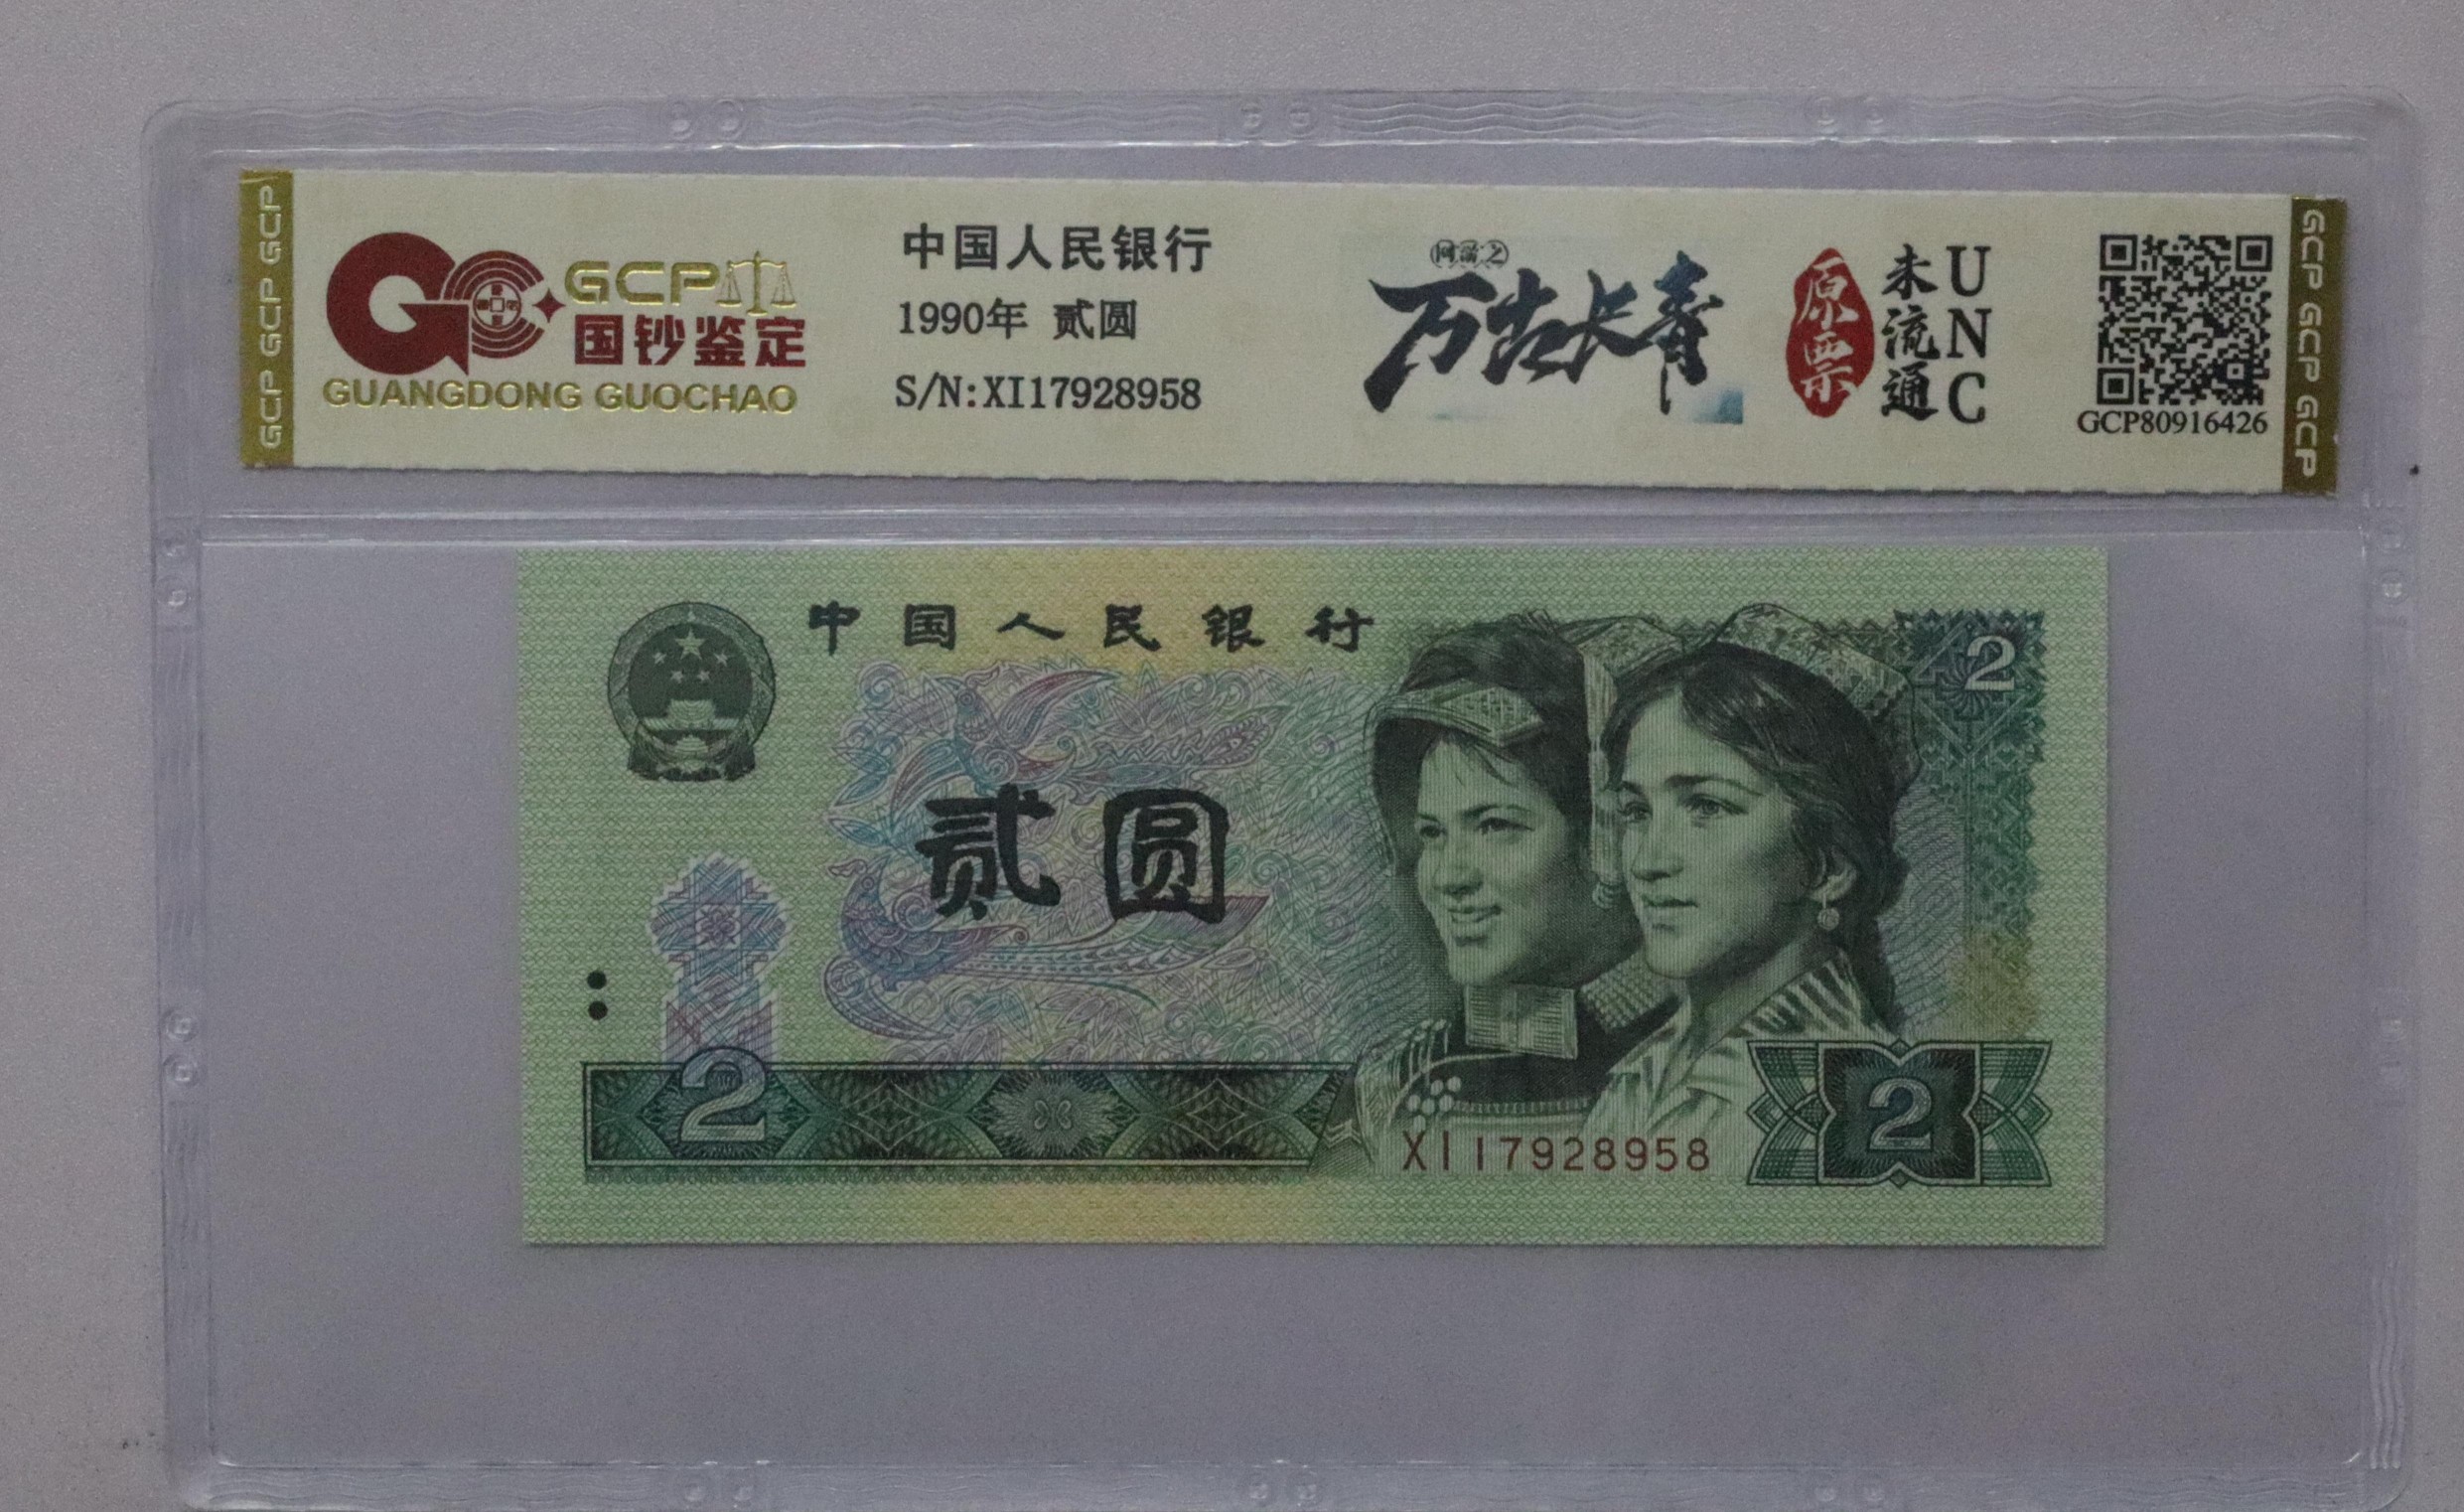 GCP GCP GCP
GCP
国钞鉴定
GUANGDONG GUOCHAO
中国人民银行
1990年 贰圆
S/N:XI17928958
万古长青
原票
未流通
UNC
GCP80916426
GCP GCP GCP
中国人民银行
2
贰圆
2
XI17928958
2